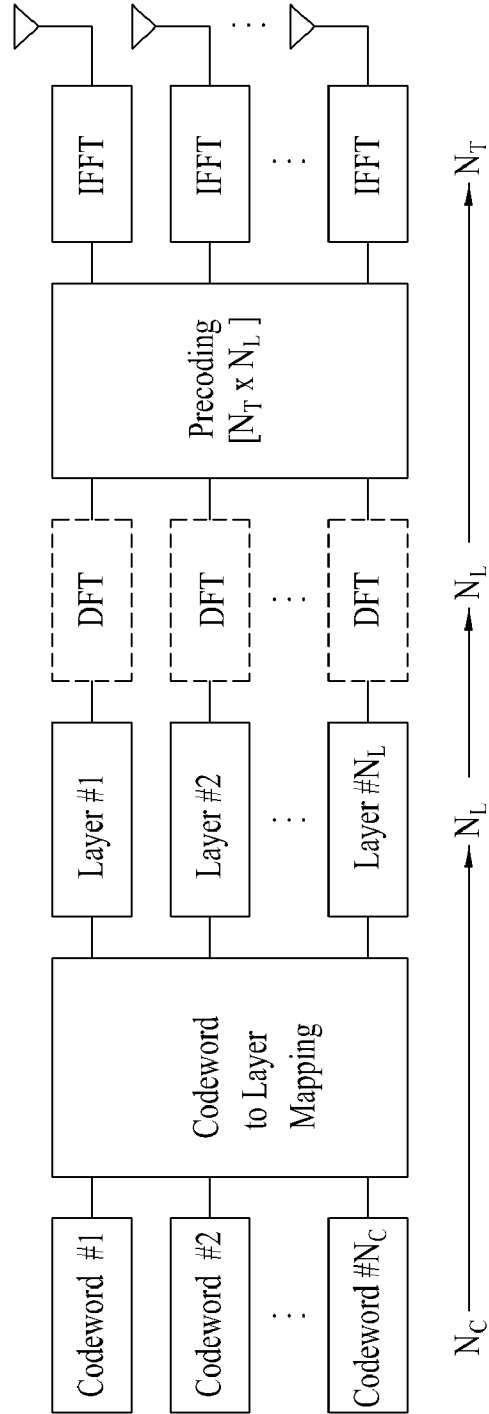 Codeword #1
Codeword #2
. . .
Codeword #N_C
Codeword
to Layer
Mapping
Layer #1
Layer #2
. . .
Layer #N_L
DFT
DFT
. . .
DFT
Precoding
[N_T x N_L ]
IFFT
IFFT
. . .
IFFT
. . .
N_C
N_L
N_L
N_T